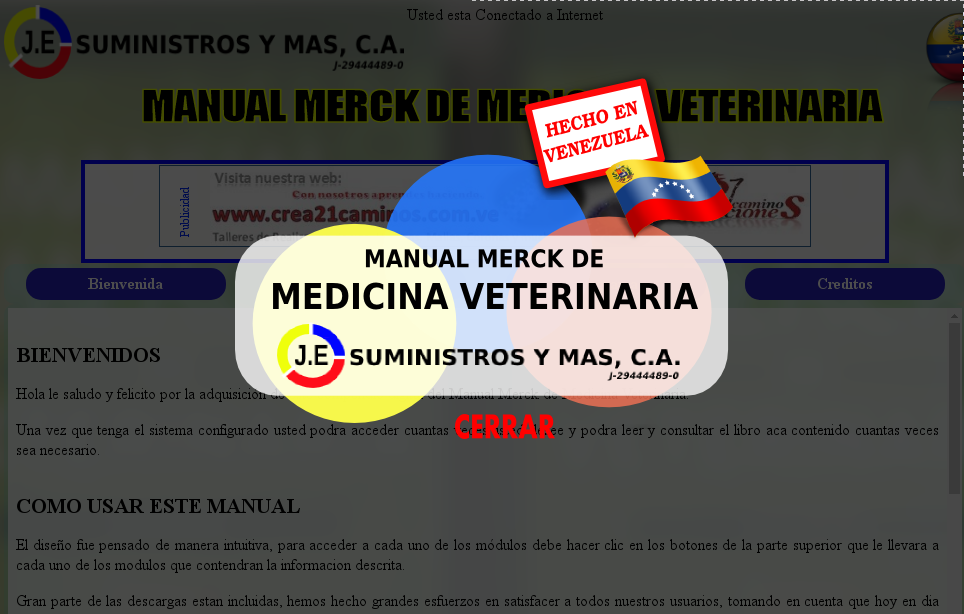 Usted esta Conectado a Internet
J.E SUMINISTROS Y MAS, C.A.
J-29444489-0
MANUAL MERCK DE VETERINARIA
HECHO EN
VENEZUELA
Publicidad
Visita nuestra web:
Con nosotros
www.crea21caminos.com.ve
Talleres de
Bienvenida
Creditos
MANUAL MERCK DE
MEDICINA VETERINARIA
J.E SUMINISTROS Y MAS, C.A.
J-29444489-0
CERRAR
BIENVENIDOS
Hola le saludo y felicito por la adquisición del Manual Merck de
Una vez que tenga el sistema configurado usted podra acceder cuantas veces y podra leer y consultar el libro aca contenido cuantas veces
sea necesario.
COMO USAR ESTE MANUAL
El diseño fue pensado de manera intuitiva, para acceder a cada uno de los módulos debe hacer clic en los botones de la parte superior que le llevara a
cada uno de los modulos que contendran la informacion descrita.
Gran parte de las descargas estan incluidas, hemos hecho grandes esfuerzos en satisfacer a todos nuestros usuarios, tomando en cuenta que hoy en dia